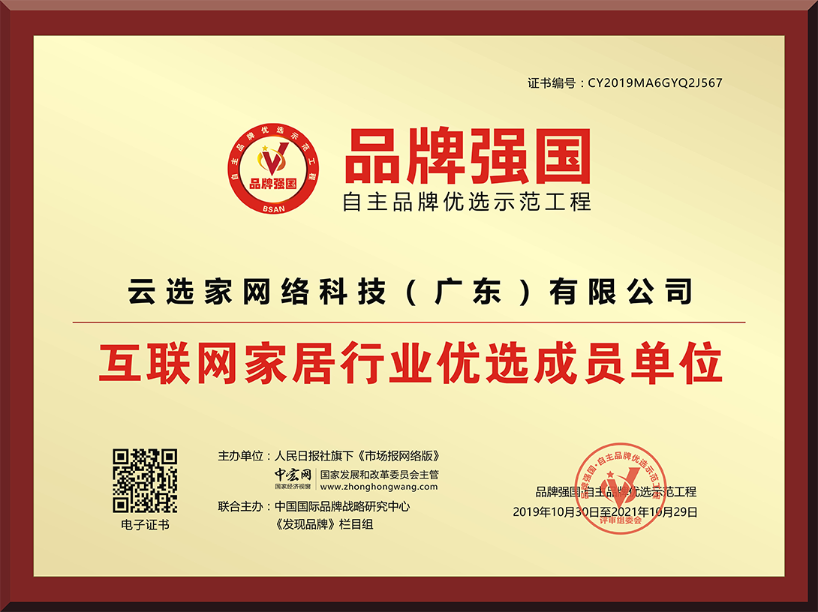 证书编号：CY2019MA6GYQ2J567
自主品牌优选示范工程
品牌强国
BSAN
品牌强国
自主品牌优选示范工程
云选家网络科技（广东）有限公司
互联网家居行业优选成员单位
主办单位：人民日报社旗下《市场报网络版》
中宏网 国家发展和改革委员会主管
国家经济视窗 www.zhonghongwang.com
联合主办：中国国际品牌战略研究中心
《发现品牌》栏目组
电子证书
品牌强国·自主品牌优选示范工程
评审组委会
品牌强国·自主品牌优选示范工程
2019年10月30日至2021年10月29日